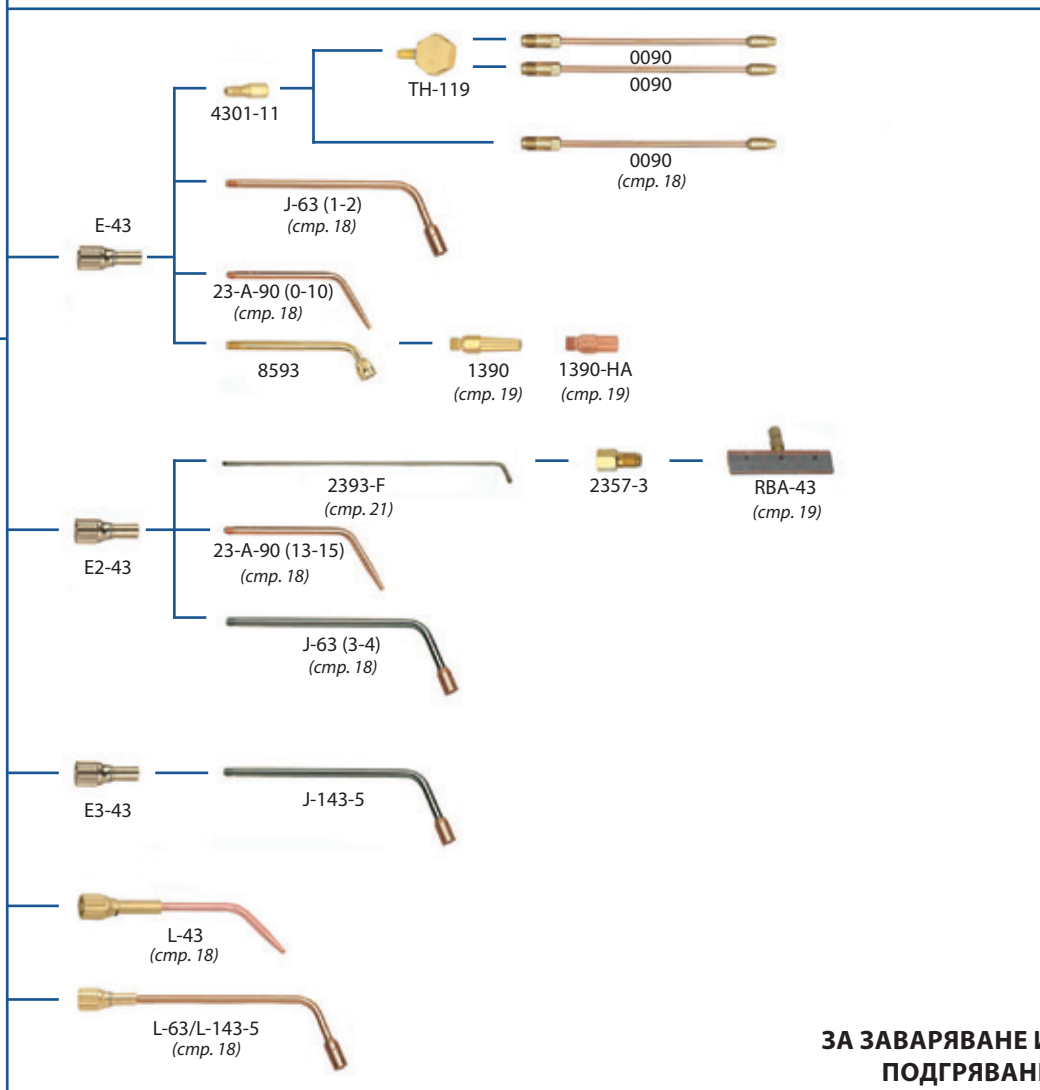 0090
TH-119
0090
4301-11
0090
(стр. 18)
J-63 (1-2)
(стр. 18)
E-43
23-A-90 (0-10)
(стр. 18)
8593
1390
1390-HA
(стр. 19)
(стр. 19)
2393-F
2357-3
RBA-43
(стр. 21)
(стр. 19)
23-A-90 (13-15)
E2-43
(стр. 18)
J-63 (3-4)
(стр. 18)
J-143-5
E3-43
L-43
(стр. 18)
L-63/L-143-5
(стр. 18)
ЗА ЗАВАРЯВАНЕ И
ПОДГРЯВАН